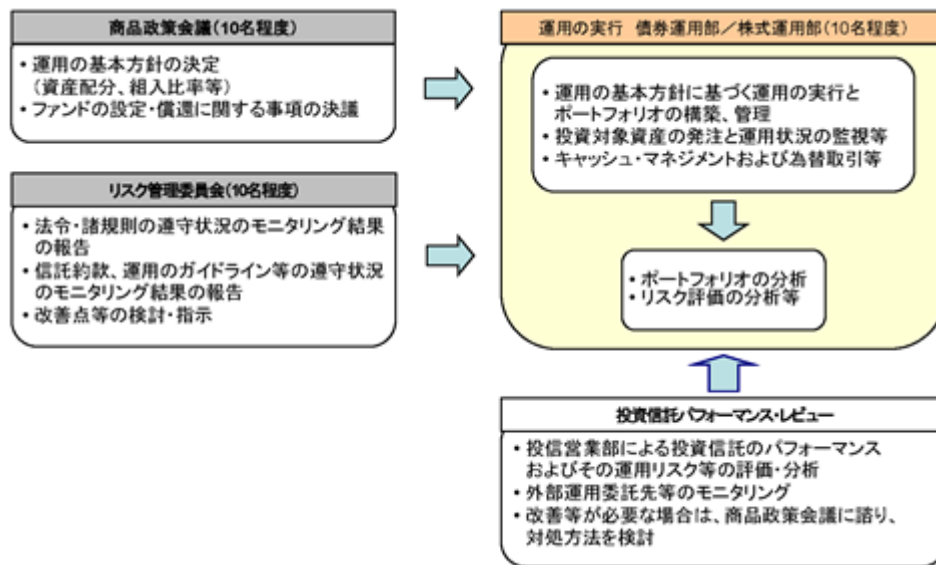 商品政策会議(10名程度)
• 運用の基本方針の決定
(資産配分、組入比率等)
• ファンドの設定・償還に関する事項の決議
リスク管理委員会(10名程度)
• 法令・諸規則の遵守状況のモニタリング結果
の報告
• 信託約款、運用のガイドライン等の遵守状況
のモニタリング結果の報告
• 改善点等の検討・指示
運用の実行 債券運用部/株式運用部(10名程度)
• 運用の基本方針に基づく運用の実行と
ポートフォリオの構築、管理
• 投資対象資産の発注と運用状況の監視等
• キャッシュ・マネジメントおよび為替取引等
• ポートフォリオの分析
• リスク評価の分析等
投資信託パフォーマンス・レビュー
• 投信営業部による投資信託のパフォーマンス
およびその運用リスク等の評価・分析
• 外部運用委託先等のモニタリング
• 改善等が必要な場合は、商品政策会議に諮り、
対処方法を検討